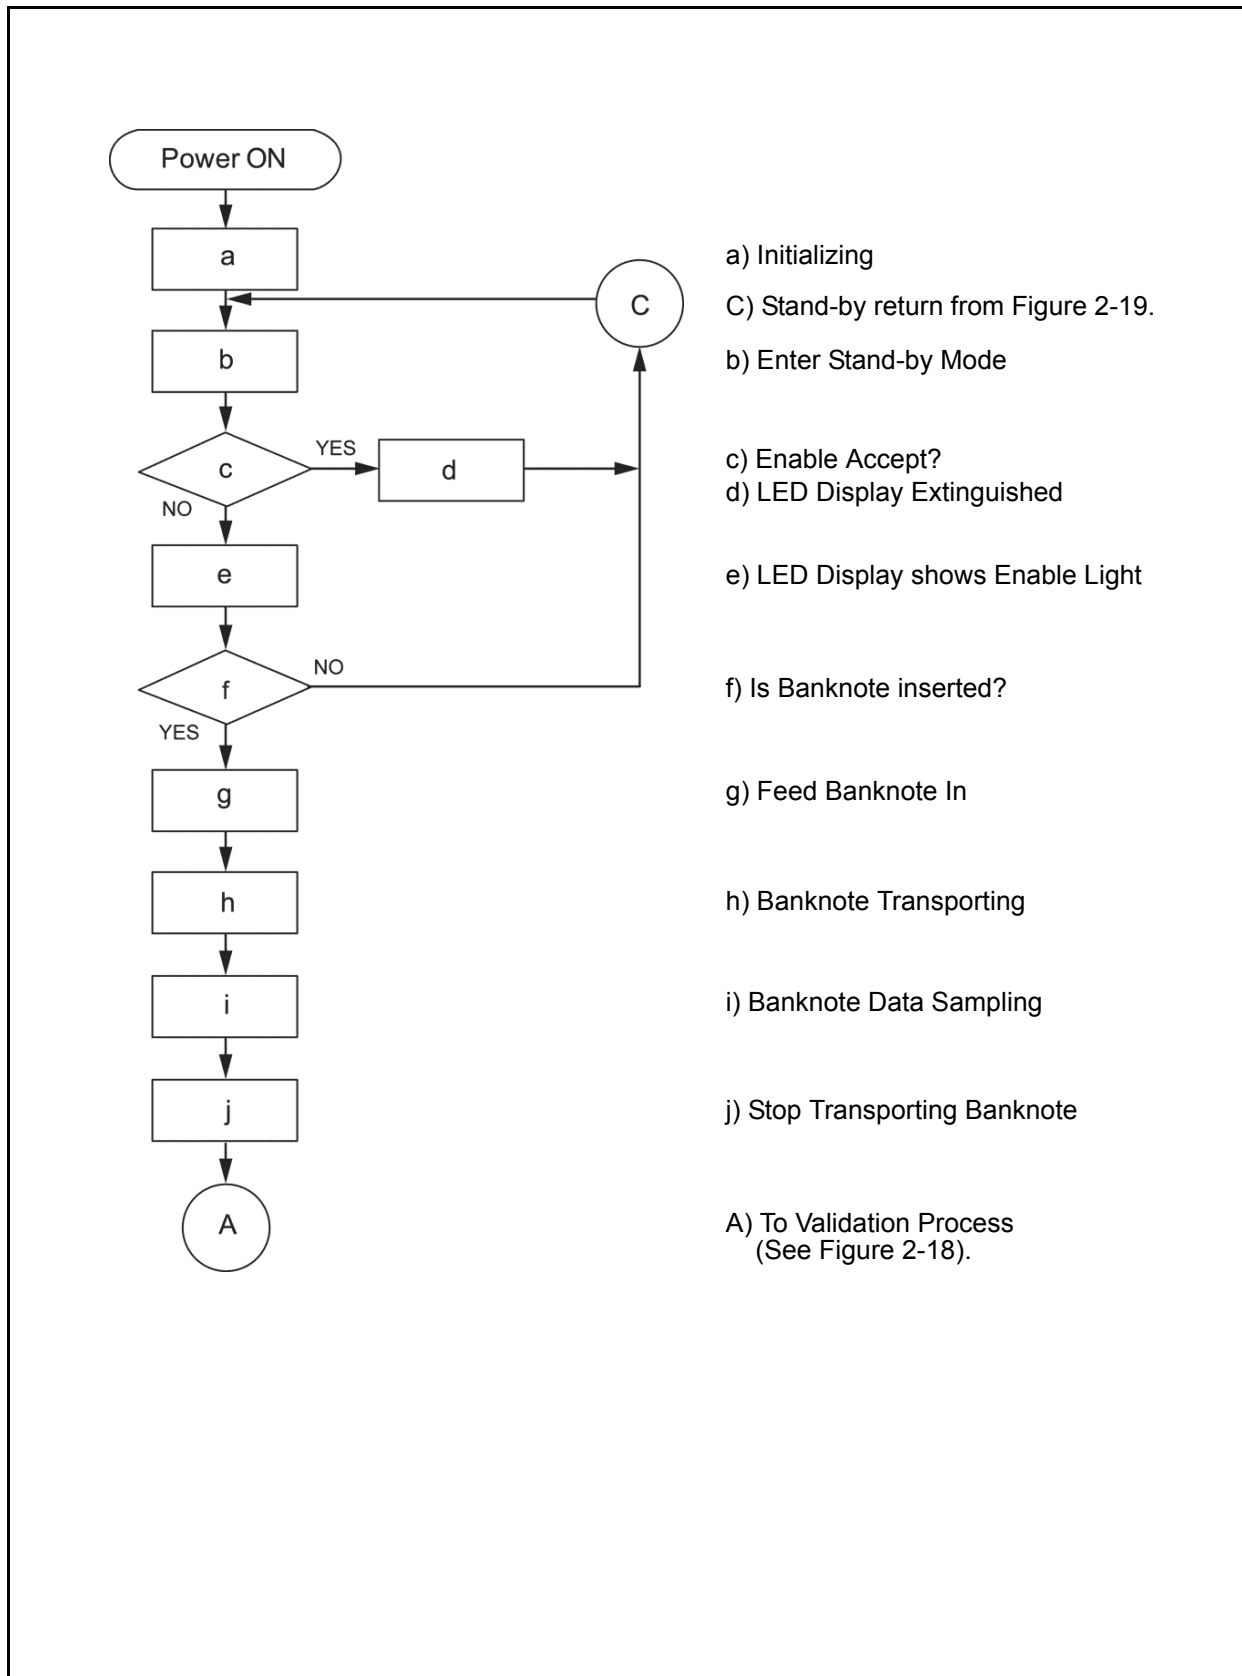 Power ON
a
a) Initializing
C
C) Stand-by return from Figure 2-19.
b
b) Enter Stand-by Mode
YES
c
d
c) Enable Accept?
d) LED Display Extinguished
NO
e
e) LED Display shows Enable Light
NO
f
f) Is Banknote inserted?
YES
g
g) Feed Banknote In
h
h) Banknote Transporting
i
i) Banknote Data Sampling
j
j) Stop Transporting Banknote
A
A) To Validation Process
(See Figure 2-18).